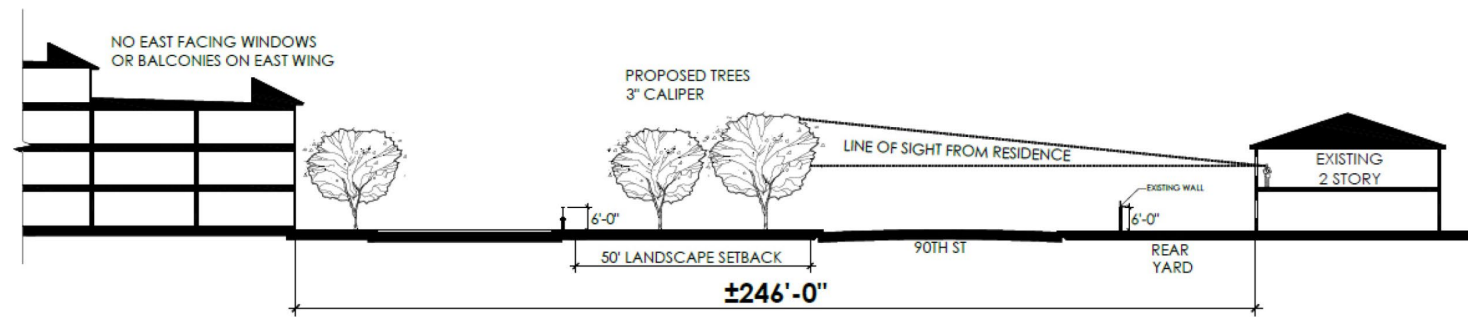 NO EAST FACING WINDOWS
OR BALCONIES ON EAST WING
PROPOSED TREES
3" CALIPER
LINE OF SIGHT FROM RESIDENCE
EXISTING
2 STORY
EXISTING WALL
6'-0"
6'-0"
50' LANDSCAPE SETBACK
90TH ST
REAR
YARD
±246'-0"